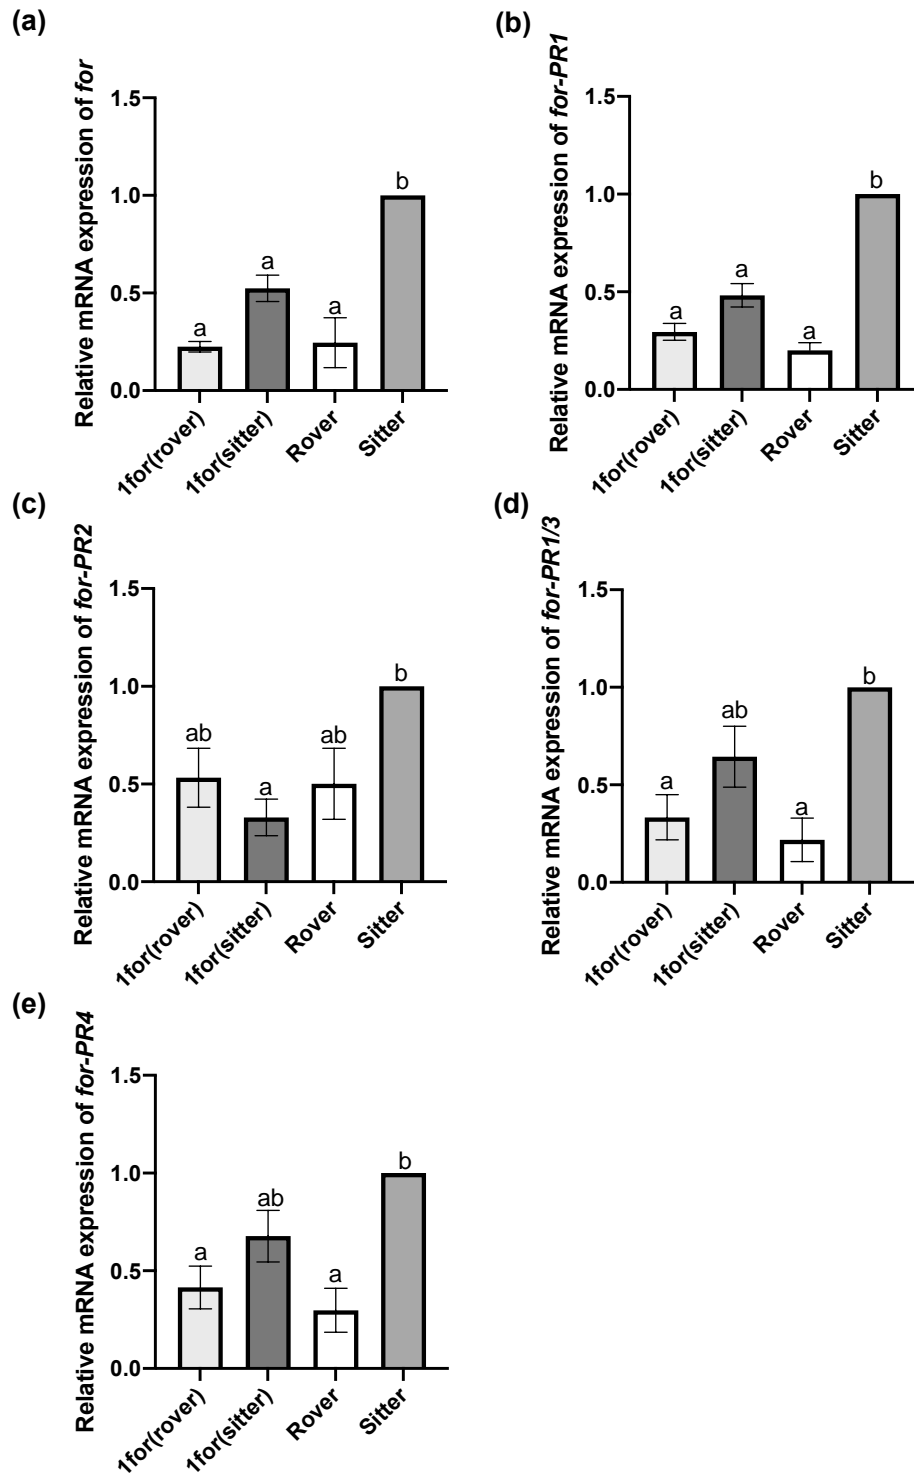 (a)
Relative mRNA expression of for
1.5
1.0
0.5
0.0
a
a
a
b
1for(rover)
1for(sitter)
Rover
Sitter
(b)
Relative mRNA expression of for-PR1
1.5
1.0
0.5
0.0
a
a
a
b
1for(rover)
1for(sitter)
Rover
Sitter
(c)
Relative mRNA expression of for-PR2
1.5
1.0
0.5
0.0
ab
a
ab
b
1for(rover)
1for(sitter)
Rover
Sitter
(d)
Relative mRNA expression of for-PR1/3
1.5
1.0
0.5
0.0
a
ab
a
b
1for(rover)
1for(sitter)
Rover
Sitter
(e)
Relative mRNA expression of for-PR4
1.5
1.0
0.5
0.0
a
ab
a
b
1for(rover)
1for(sitter)
Rover
Sitter